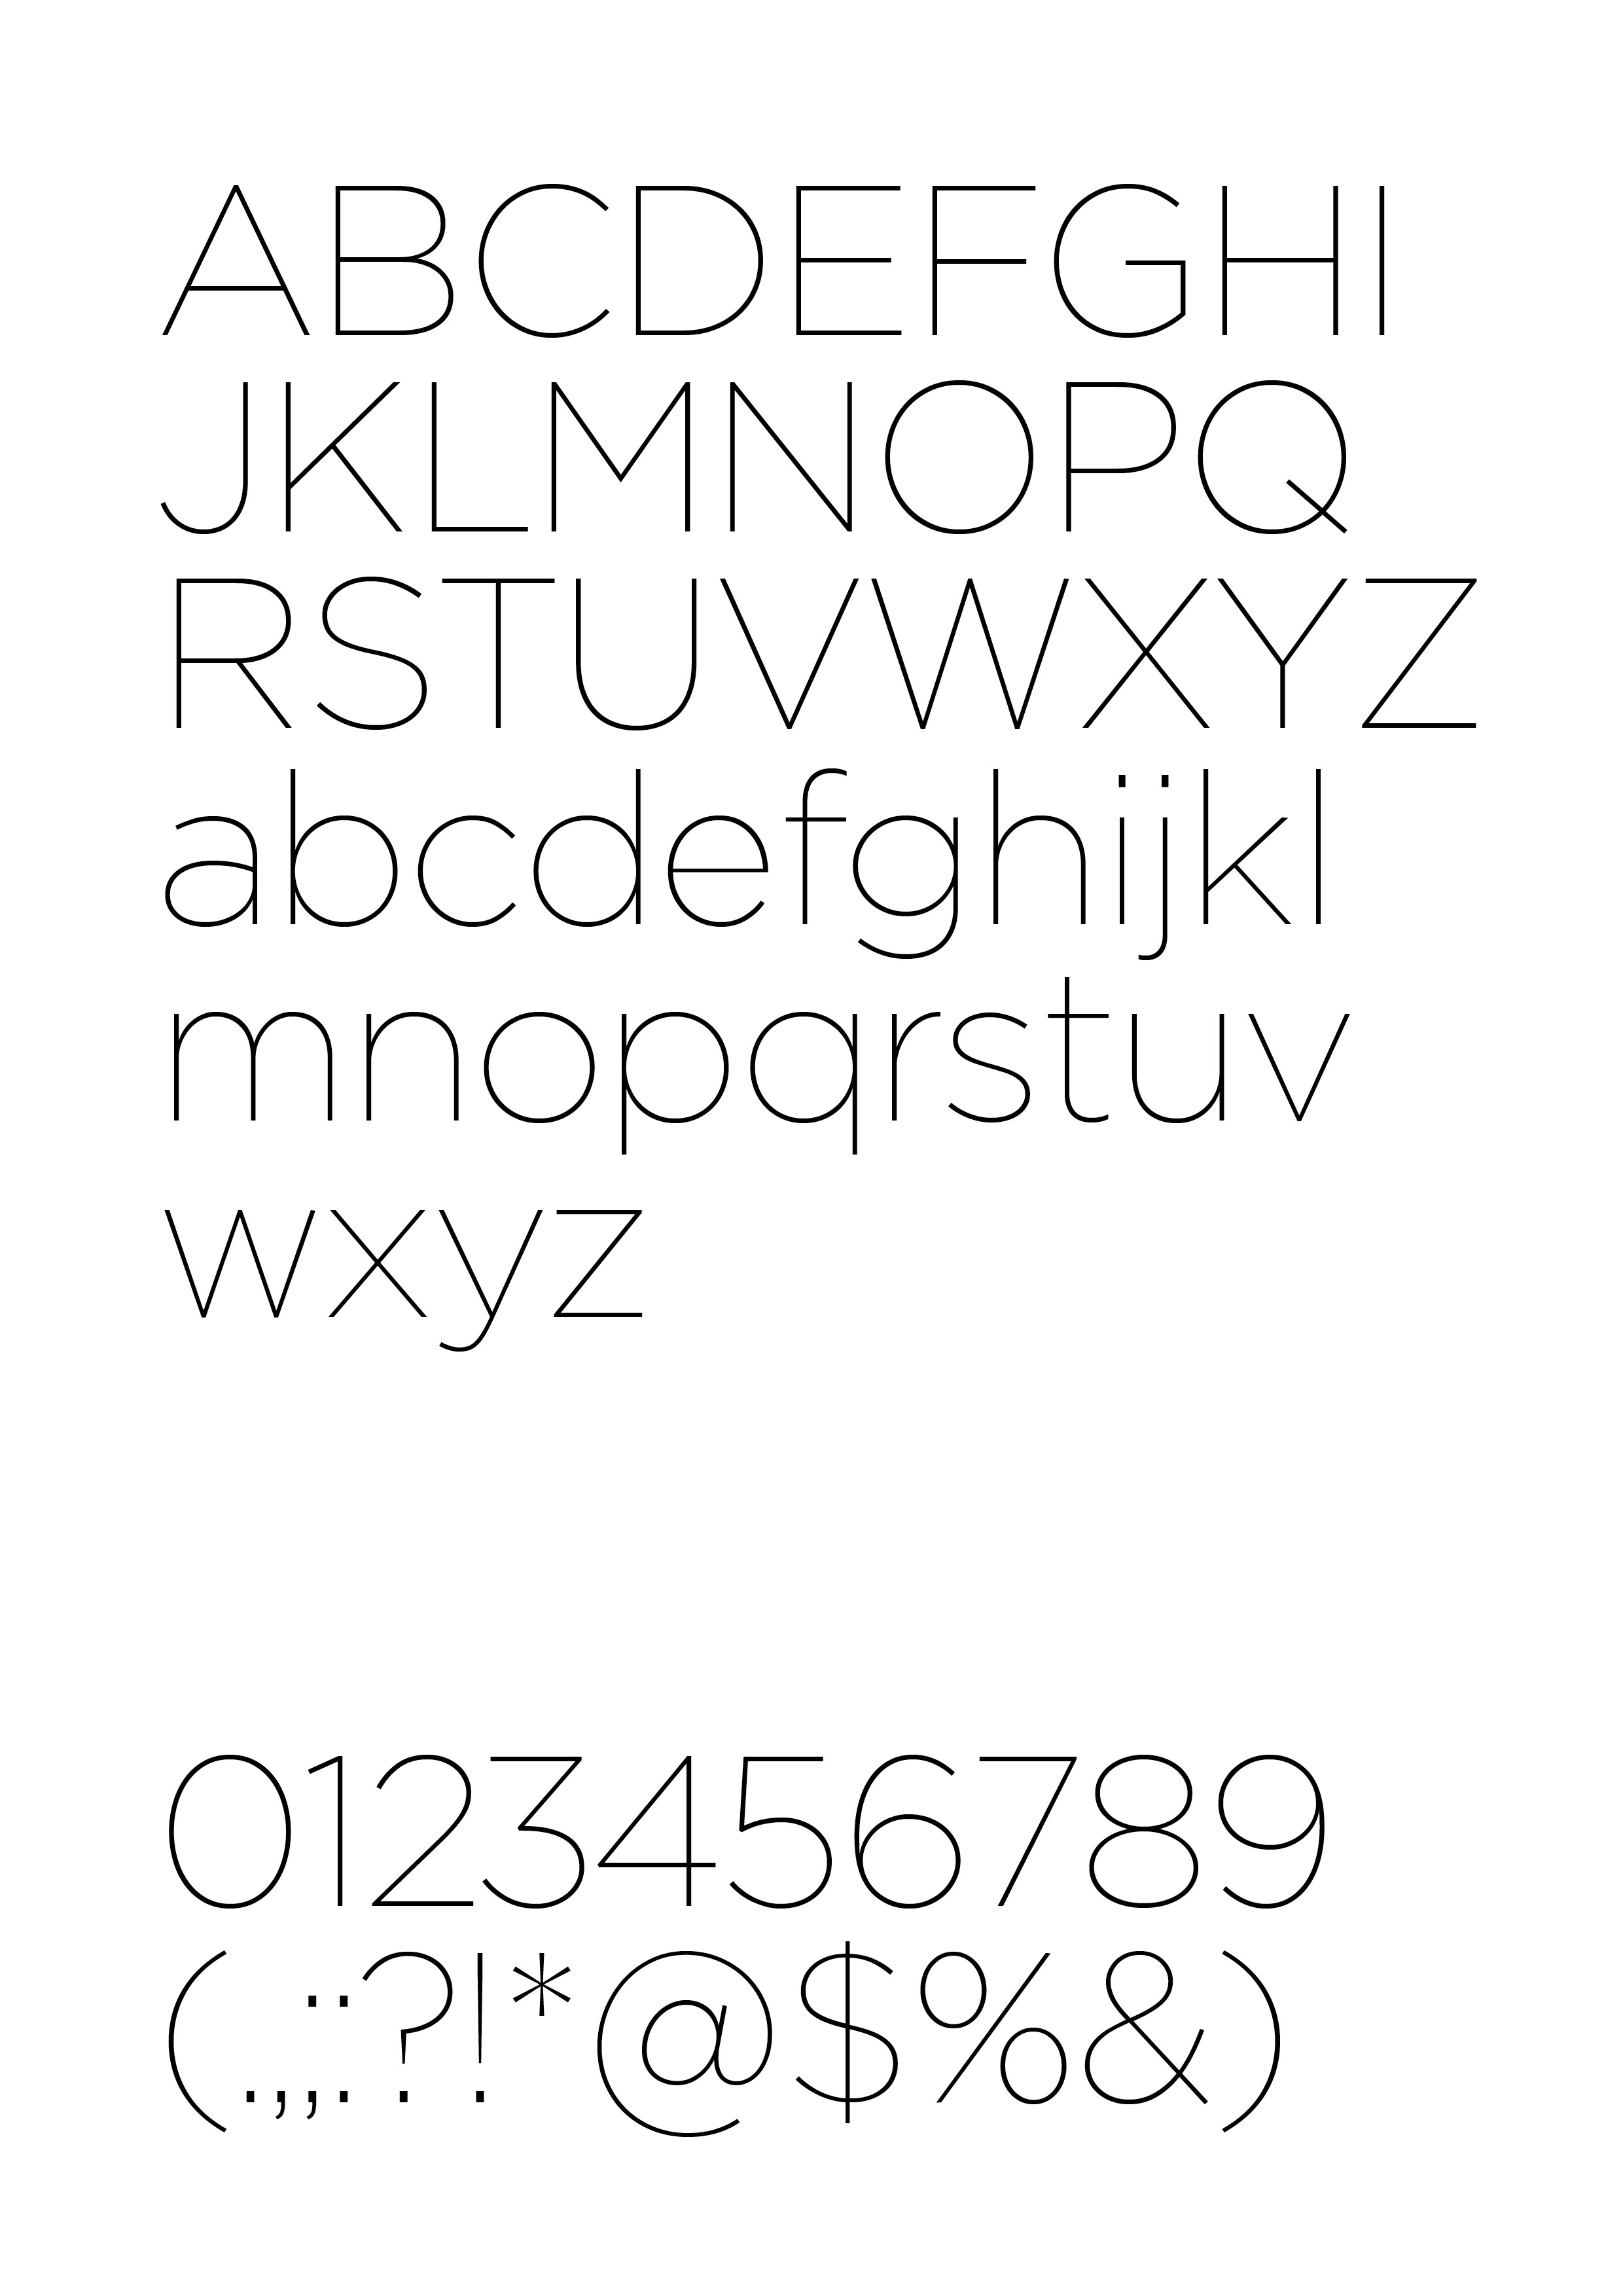 ABCDEFGHI
JKLMNOPQ
RSTUVWXYZ
abcdefghijkl
mnopqrstuv
wxyz
0123456789
(.,;:?!*@$%&)